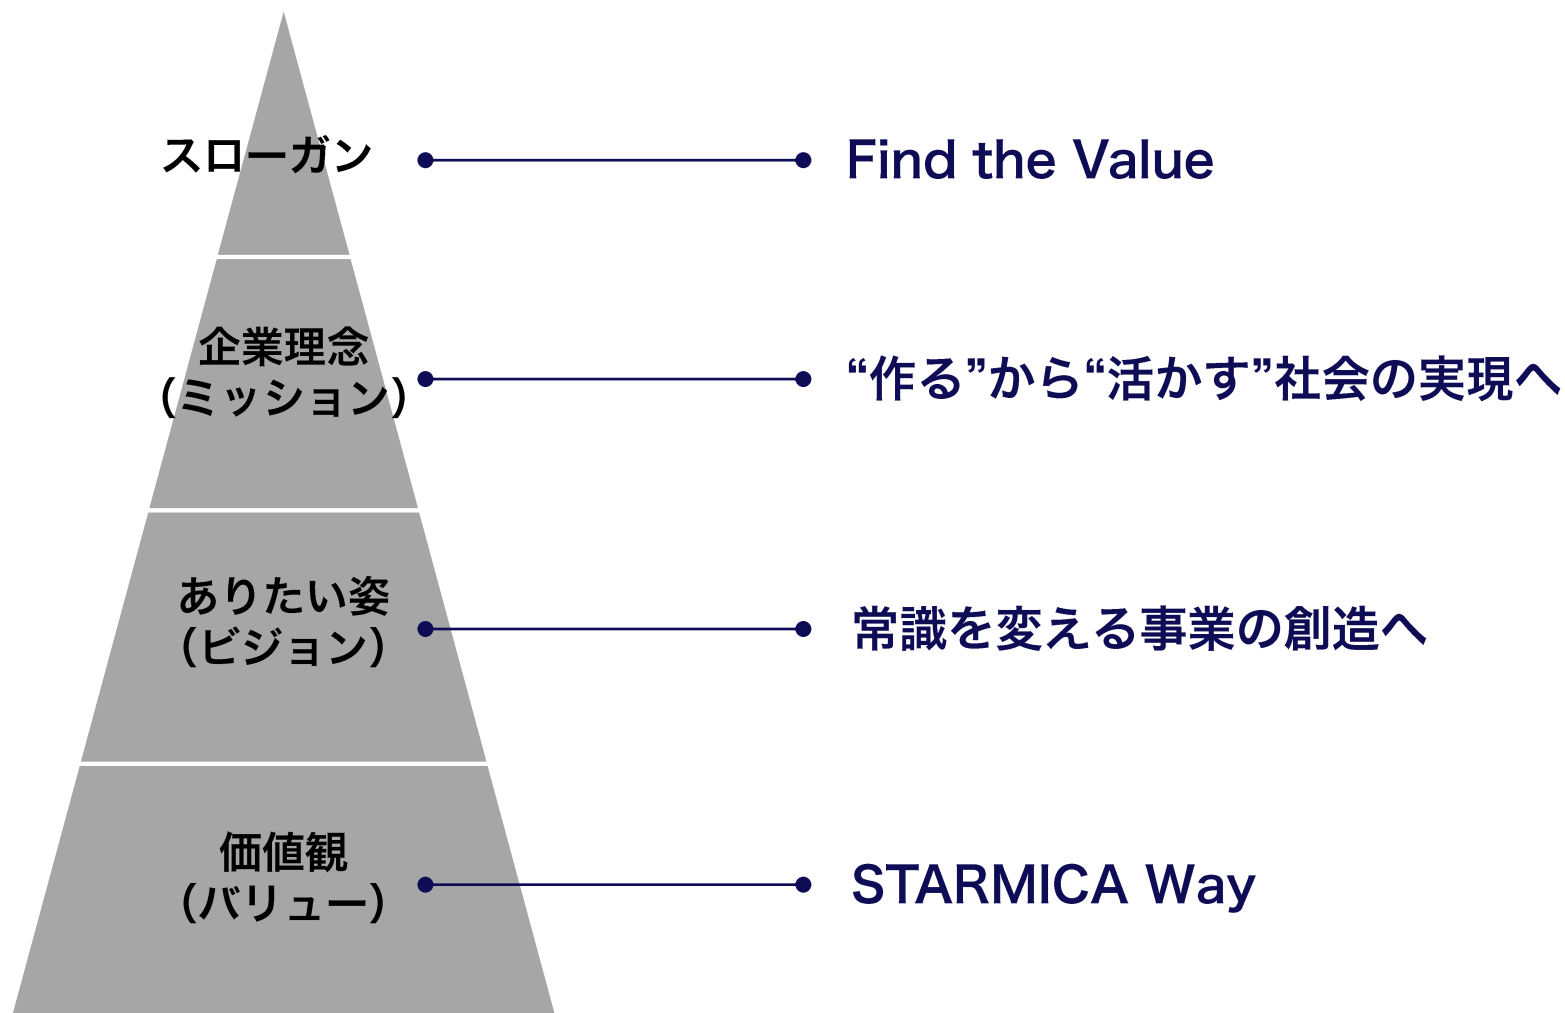 スローガン
Find the Value
企業理念
（ミッション）
“作る”から“活かす”社会の実現へ
ありたい姿
（ビジョン）
常識を変える事業の創造へ
価値観
（バリュー）
STARMICA Way